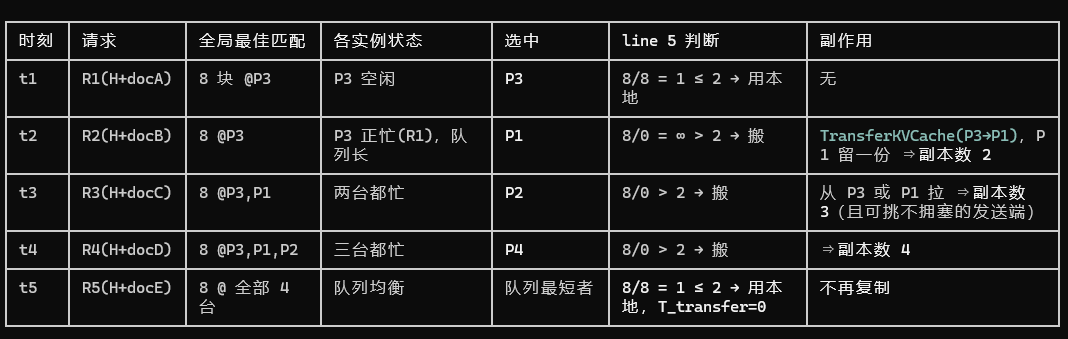 时刻 请求 全局最佳匹配 各实例状态 选中 line 5 判断 副作用
t1 R1(H+docA) 8 块 @P3 P3 空闲 P3 8/8 = 1 ≤ 2 → 用本 无
地
t2 R2(H+docB) 8 @P3 P3 正忙(R1), 队 P1 8/0 = ∞ > 2 → 搬 TransferKVCache(P3→P1), P
列长 1 留一份 ⇒副本数 2
t3 R3(H+docC) 8 @P3,P1 两台都忙 P2 8/0 > 2 → 搬 从 P3 或 P1 拉 ⇒副本数
3 (且可挑不拥塞的发送端)
t4 R4(H+docD) 8 @P3,P1,P2 三台都忙 P4 8/0 > 2 → 搬 ⇒副本数 4
t5 R5(H+docE) 8 @ 全部 4 队列均衡 队列最短者 8/8 = 1 ≤ 2 → 用本 不再复制
台 地, T_transfer=0